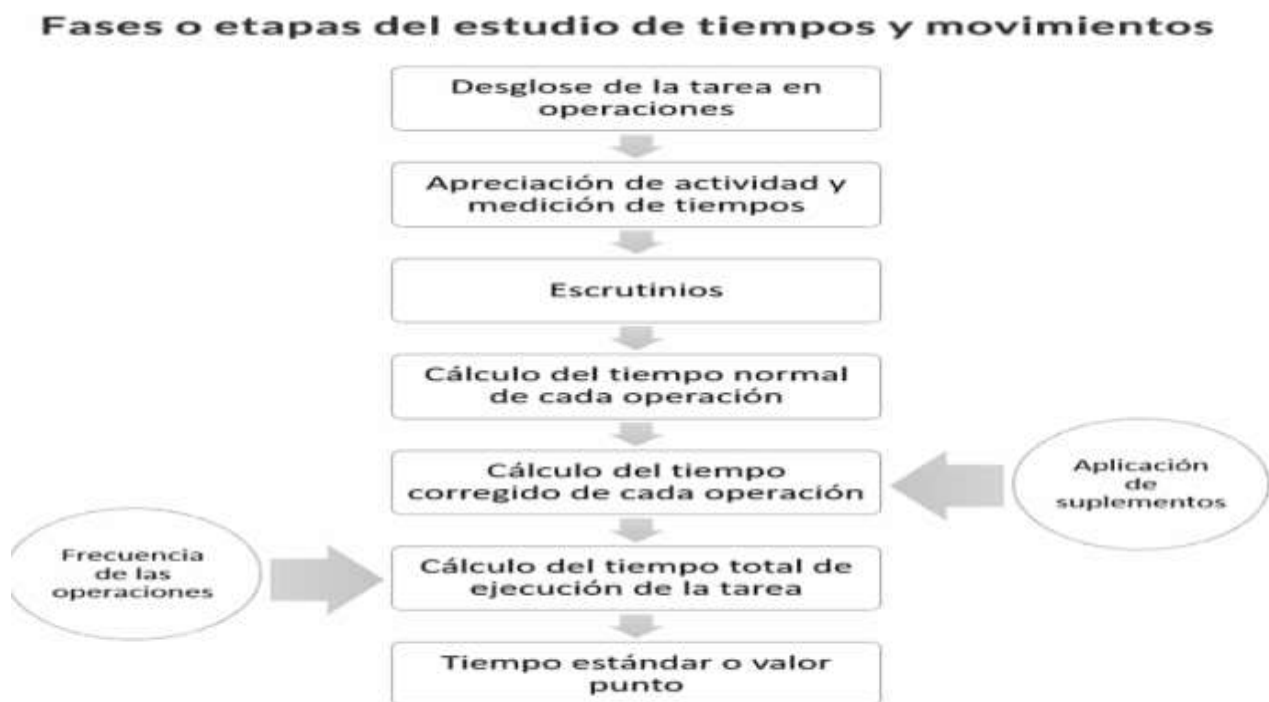 Fases o etapas del estudio de tiempos y movimientos
Desglose de la tarea en
operaciones
Apreciación de actividad y
medición de tiempos
Escrutinios
Cálculo del tiempo normal
de cada operación
Cálculo del tiempo
corregido de cada operación
Aplicación
de
suplementos
Frecuencia
de las
operaciones
Cálculo del tiempo total de
ejecución de la tarea
Tiempo estándar o valor
punto